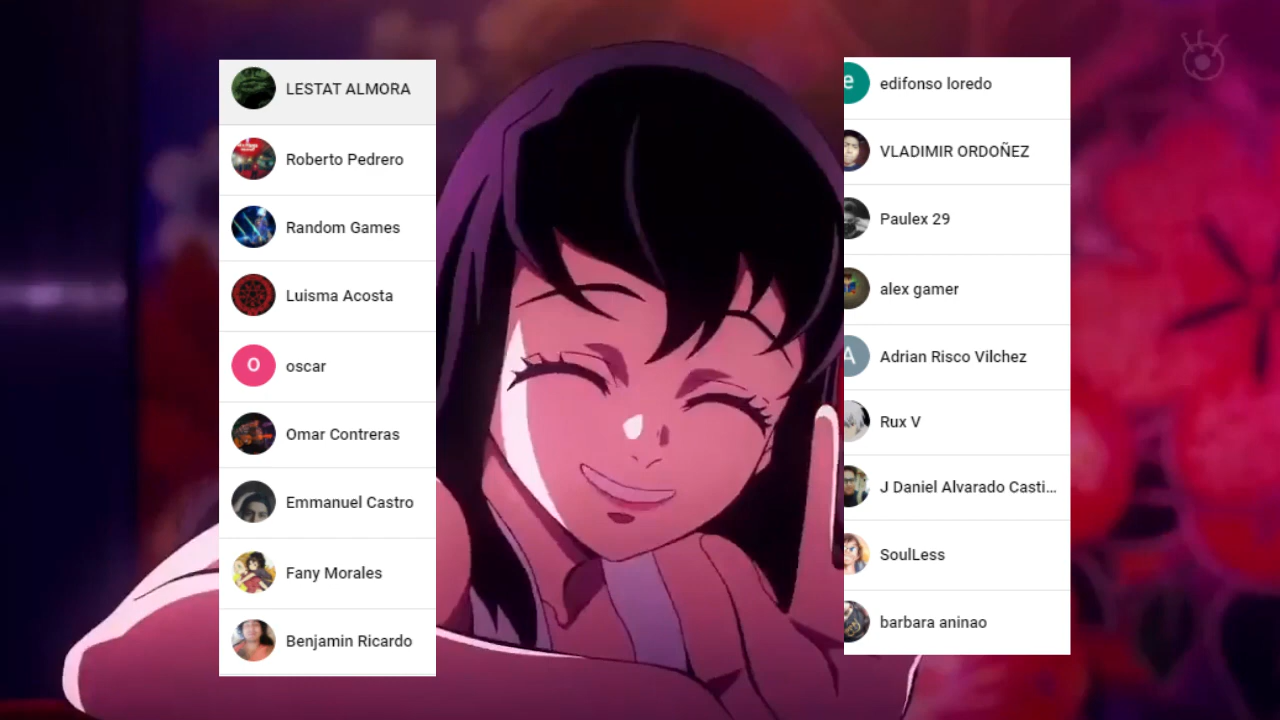 LESTAT ALMORA
Roberto Pedrero
Random Games
Luisma Acosta
O
oscar
Omar Contreras
Emmanuel Castro
Fany Morales
Benjamin Ricardo
e
edifonso loredo
VLADIMIR ORDOÑEZ
Paulex 29
alex gamer
A
Adrian Risco Vilchez
Rux V
J Daniel Alvarado Casti...
SoulLess
barbara aninao